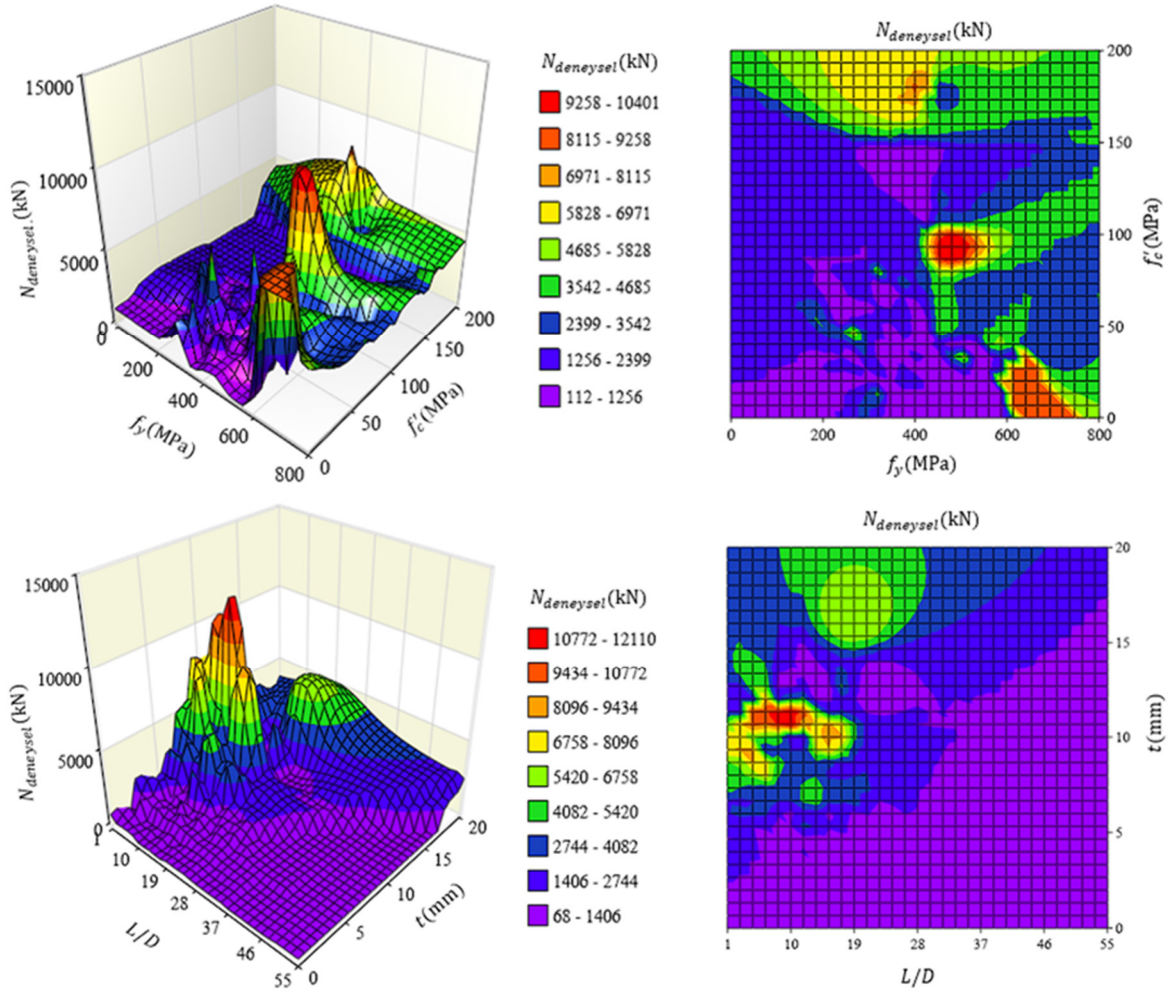 15000
10000
5000
0
N_deneysel.(kN)
0
200
400
600
800
f_y(MPa)
0
50
100
150
200
f'_c(MPa)
N_deneysel(kN)
9258 - 10401
8115 - 9258
6971 - 8115
5828 - 6971
4685 - 5828
3542 - 4685
2399 - 3542
1256 - 2399
112 - 1256
N_deneysel(kN)
200
150
100
50
0
f'_c(MPa)
0 200 400 600 800
f_y(MPa)
15000
10000
5000
0
N_deneysel(kN)
1
10
19
28
37
46
55
L/D
0
5
10
15
20
t(mm)
N_deneysel(kN)
10772 - 12110
9434 - 10772
8096 - 9434
6758 - 8096
5420 - 6758
4082 - 5420
2744 - 4082
1406 - 2744
68 - 1406
N_deneysel(kN)
20
15
10
5
0
t(mm)
1 10 19 28 37 46 55
L/D